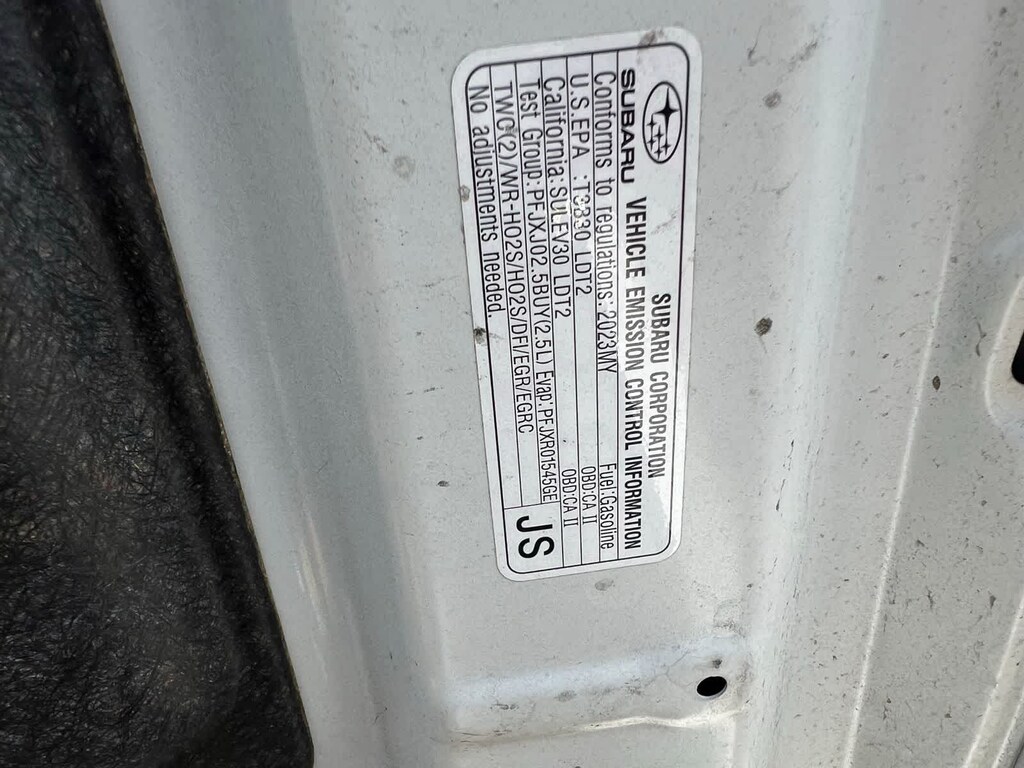 SUBARU
SUBARU CORPORATION
VEHICLE EMISSION CONTROL INFORMATION
Conforms to regulations:2023MY Fuel:Gasoline
U.S.EPA :T3B30 LDT2 OBD:CA II
California:SULEV30 LDT2 OBD:CA II
Test Group:PFJXJ02.5BUY(2.5L) Evap:PFJXR01545GE
TWC(2)/WR-HO2S/HO2S/DFI/EGR/EGRC
No adjustments needed.
JS